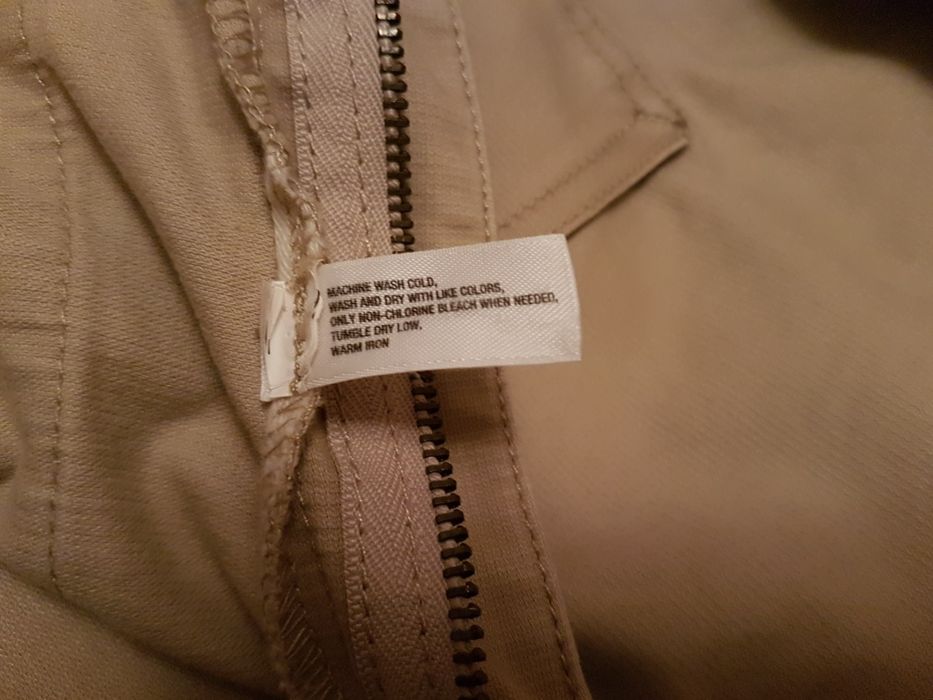 MACHINE WASH COLD,
WASH AND DRY WITH LIKE COLORS,
ONLY NON-CHLORINE BLEACH WHEN NEEDED,
TUMBLE DRY LOW,
WARM IRON